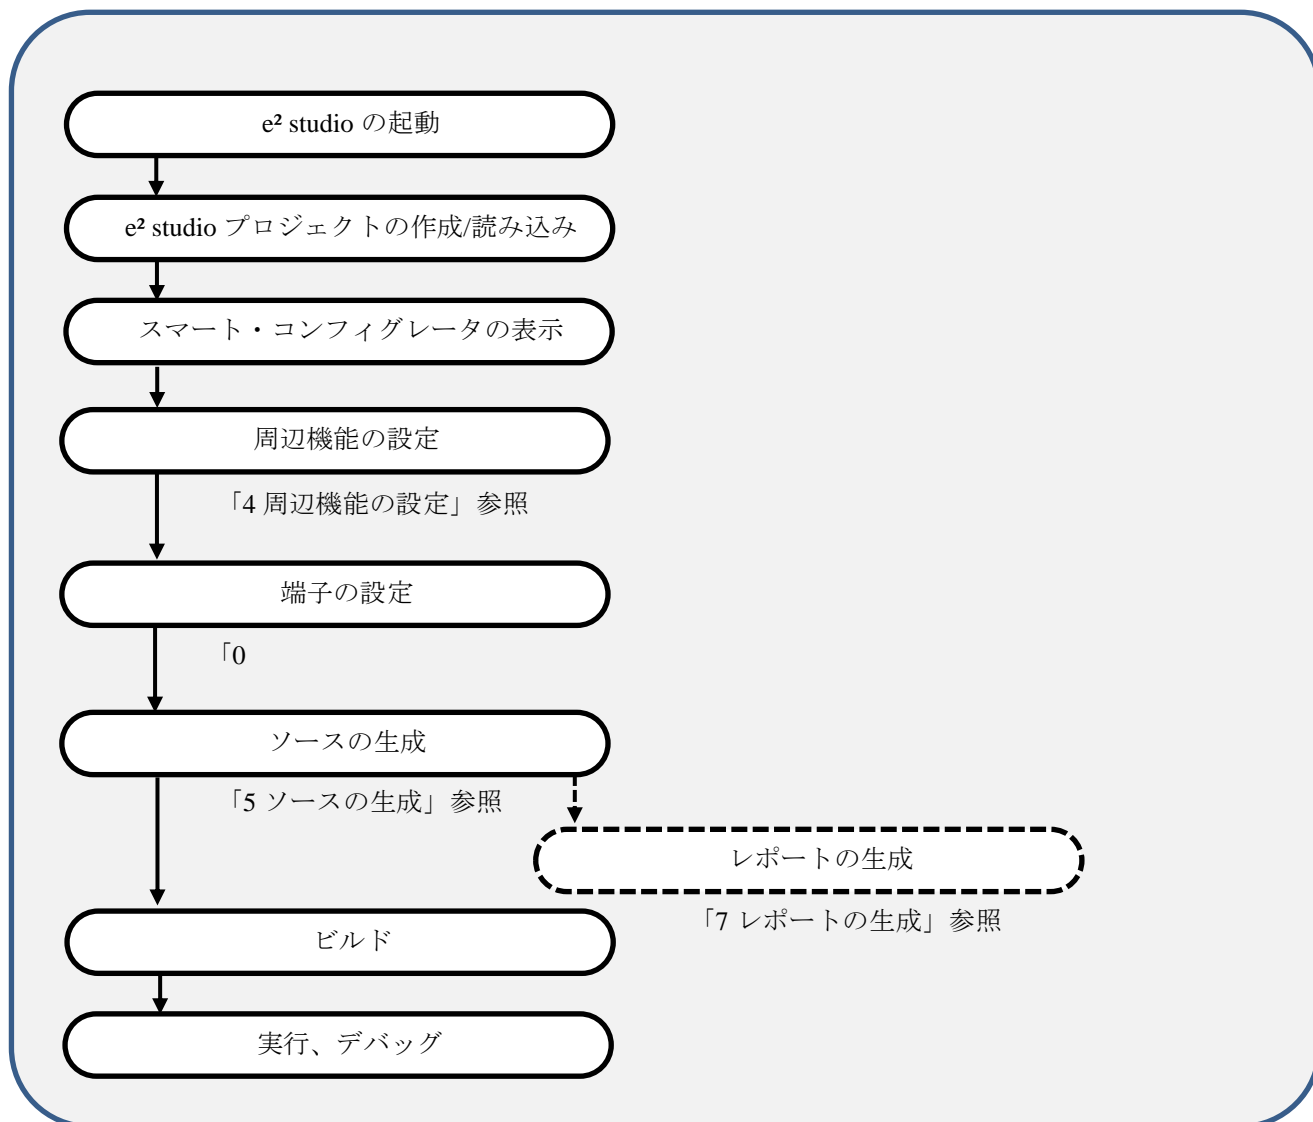 e² studio の起動
e² studio プロジェクトの作成/読み込み
スマート・コンフィグレータの表示
周辺機能の設定
「4 周辺機能の設定」参照
端子の設定
「0
ソースの生成
「5 ソースの生成」参照
レポートの生成
「7 レポートの生成」参照
ビルド
実行、デバッグ